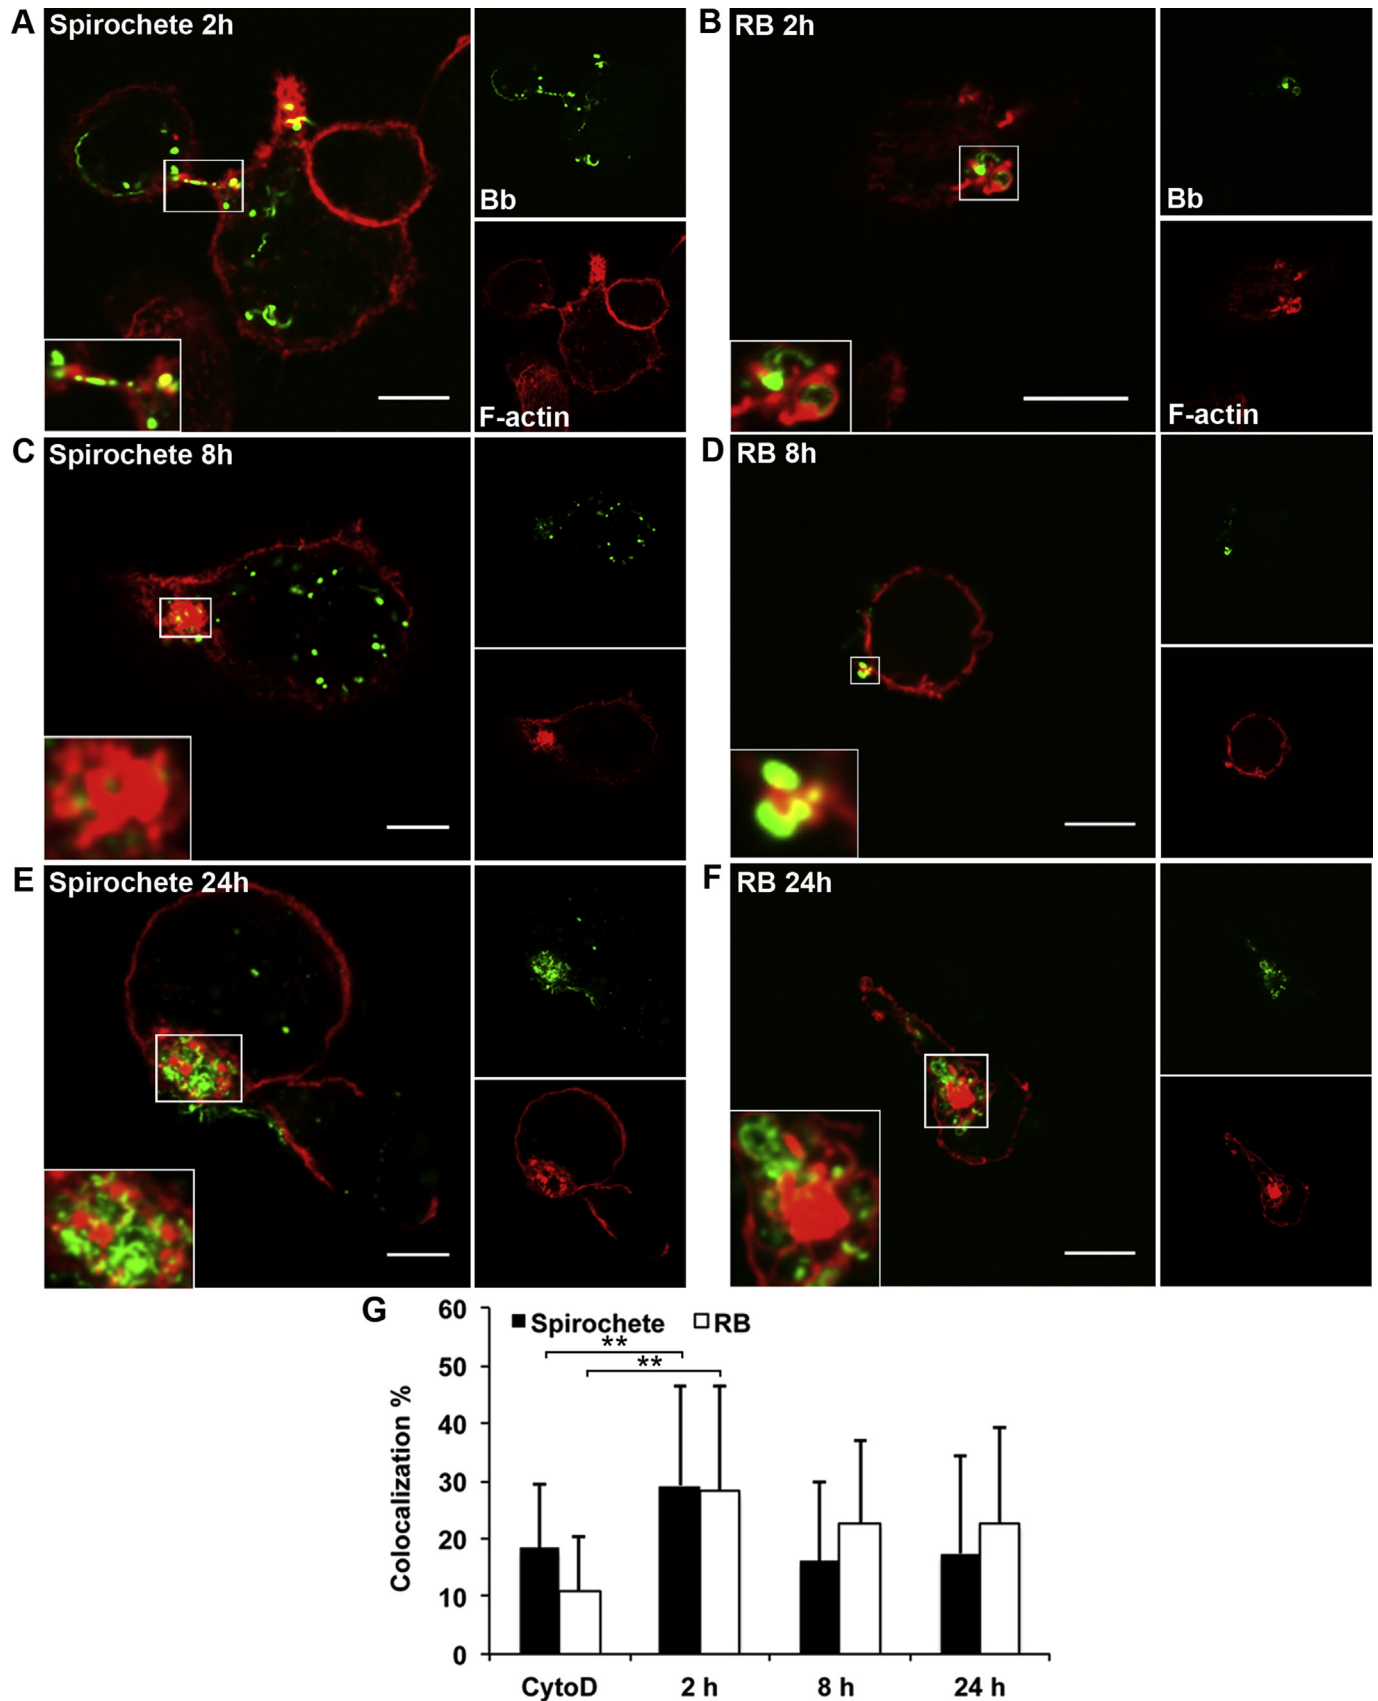 A Spirochete 2h
Bb
F-actin
B RB 2h
Bb
F-actin
C Spirochete 8h
D RB 8h
E Spirochete 24h
F RB 24h
G
Spirochete RB
**
**
Colocalization %
60
50
40
30
20
10
0
CytoD 2 h 8 h 24 h